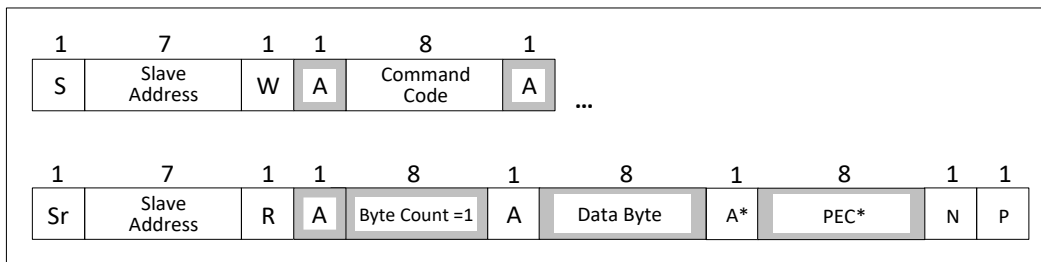 1 7 1 1 8 1
S Slave Address W A Command Code A ...
1 7 1 1 8 1 8 1 8 1 1
Sr Slave Address R A Byte Count =1 A Data Byte A* PEC* N P